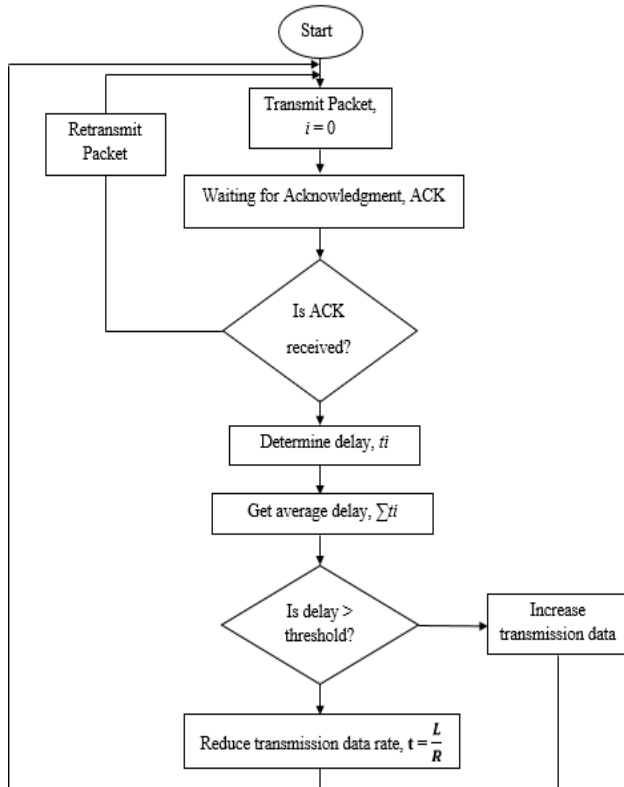 Start
Transmit Packet,
i = 0
Retransmit
Packet
Waiting for Acknowledgment, ACK
Is ACK
received?
Determine delay, ti
Get average delay, ∑ti
Is delay >
threshold?
Increase
transmission data
Reduce transmission data rate, t = L/R